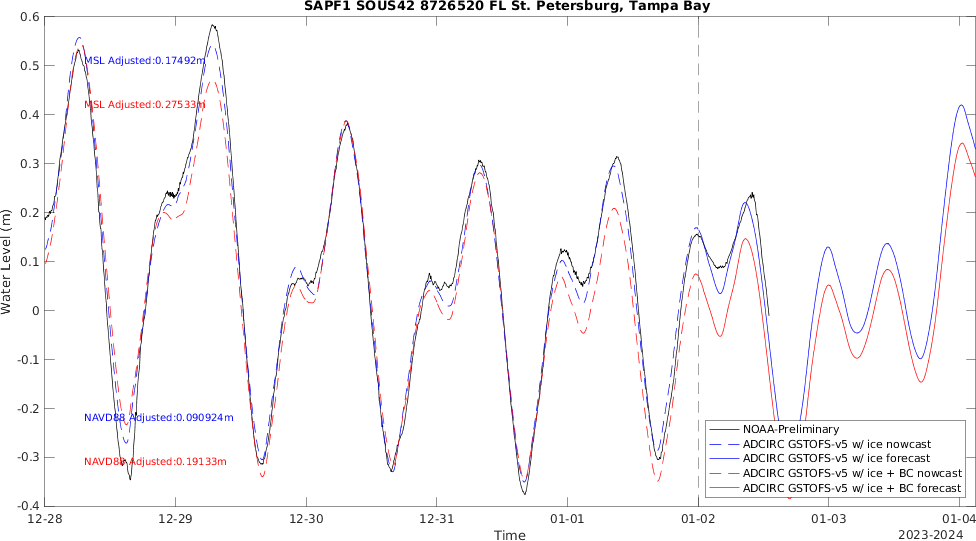 SAPF1 SOUS42 8726520 FL St. Petersburg, Tampa Bay
0.6
0.5
0.4
0.3
0.2
0.1
0
-0.1
-0.2
-0.3
-0.4
Water Level (m)
MSL Adjusted:0.17492m
MSL Adjusted:0.27533m
NAVD88 Adjusted:0.090924m
NAVD88 Adjusted:0.19133m
NOAA-Preliminary
ADCIRC GSTOFS-v5 w/ ice nowcast
ADCIRC GSTOFS-v5 w/ ice forecast
ADCIRC GSTOFS-v5 w/ ice + BC nowcast
ADCIRC GSTOFS-v5 w/ ice + BC forecast
12-28 12-29 12-30 12-31 01-01 01-02 01-03 01-04
Time
2023-2024